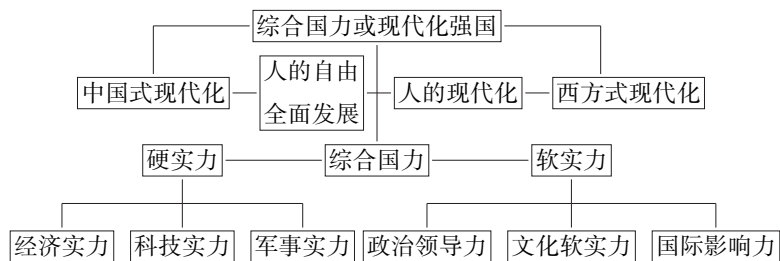 综合国力或现代化强国
中国式现代化
人的自由
全面发展
人的现代化
西方式现代化
硬实力
综合国力
软实力
经济实力
科技实力
军事实力
政治领导力
文化软实力
国际影响力